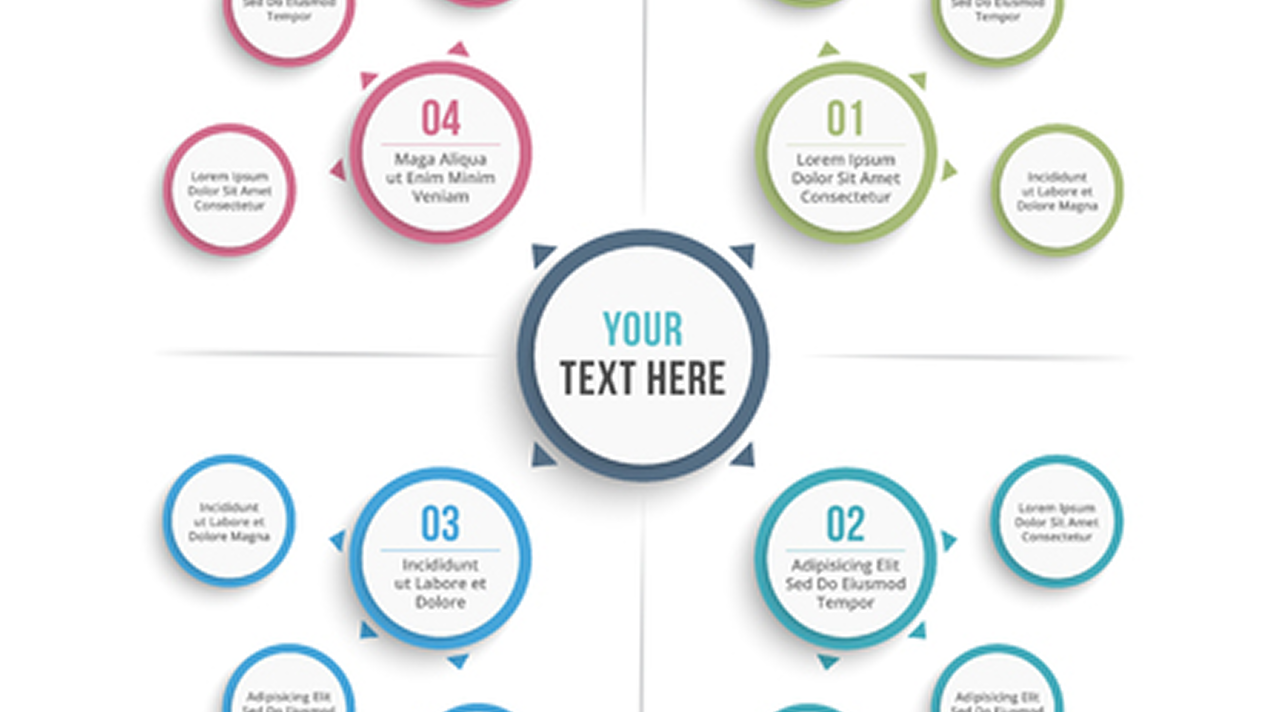 Sed Do Eiusmod
Tempor
Sed Do Eiusmod
Tempor
04
Maga Aliqua
ut Enim Minim
Veniam
01
Lorem Ipsum
Dolor Sit Amet
Consectetur
Lorem Ipsum
Dolor Sit Amet
Consectetur
Incididunt
ut Labore et
Dolore Magna
YOUR
TEXT HERE
Incididunt
ut Labore et
Dolore Magna
03
Incididunt
ut Labore et
Dolore
02
Adipisicing Elit
Sed Do Eiusmod
Tempor
Lorem Ipsum
Dolor Sit Amet
Consectetur
Adipisicing Elit
Sed Do Eiusmod
Adipisicing Elit
Sed Do Eiusmod